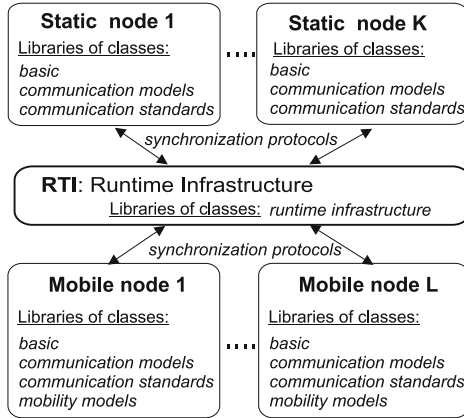 Static node 1
Libraries of classes:
basic
communication models
communication standards
Static node K
Libraries of classes:
basic
communication models
communication standards
synchronization protocols
RTI: Runtime Infrastructure
Libraries of classes: runtime infrastructure
synchronization protocols
Mobile node 1
Libraries of classes:
basic
communication models
communication standards
mobility models
Mobile node L
Libraries of classes:
basic
communication models
communication standards
mobility models